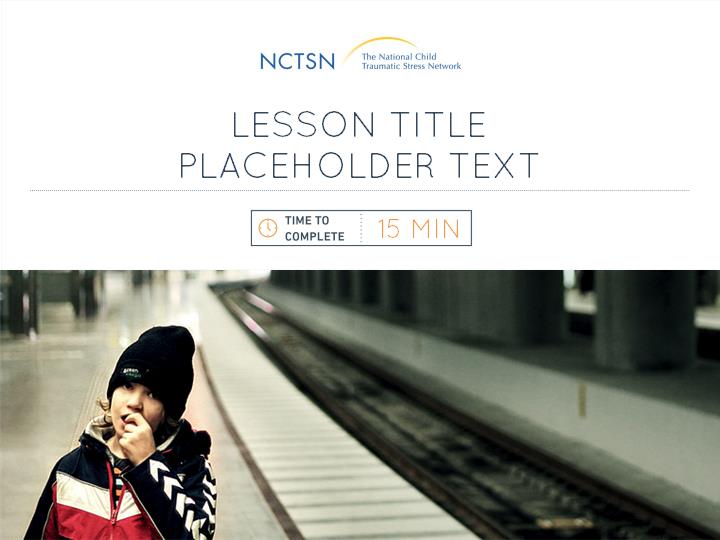 NCTSN
The National Child
Traumatic Stress Network
LESSON TITLE
PLACEHOLDER TEXT
TIME TO
COMPLETE
15 MIN